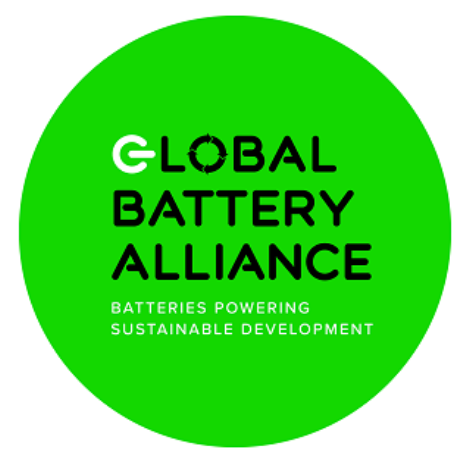 GLOBAL
BATTERY
ALLIANCE
BATTERIES POWERING
SUSTAINABLE DEVELOPMENT